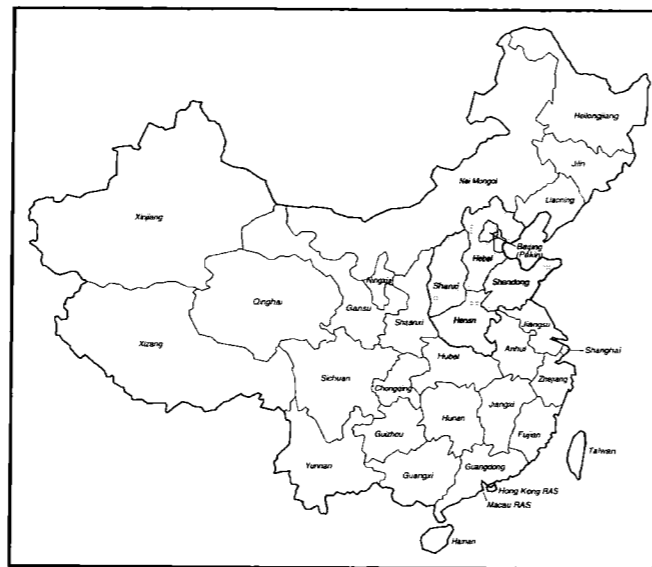 Heilongjiang
Jilin
Nei Mongol
Liaoning
Xinjiang
Beijing
(Pékin)
Hebei
Ningxia
Shanxi
Shandong
Qinghai
Gansu
Shaanxi
Henan
Jiangsu
Xizang
Anhui
Shanghai
Hubei
Sichuan
Chongqing
Zhejiang
Hunan
Jiangxi
Guizhou
Fujian
Taiwan
Yunnan
Guangxi
Guangdong
Hong Kong RAS
Macau RAS
Hainan